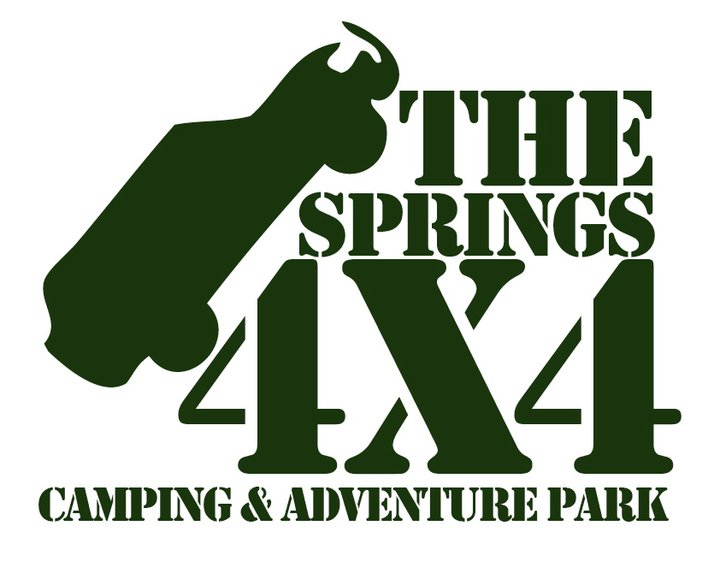 THE
SPRINGS
4X4
CAMPING & ADVENTURE PARK